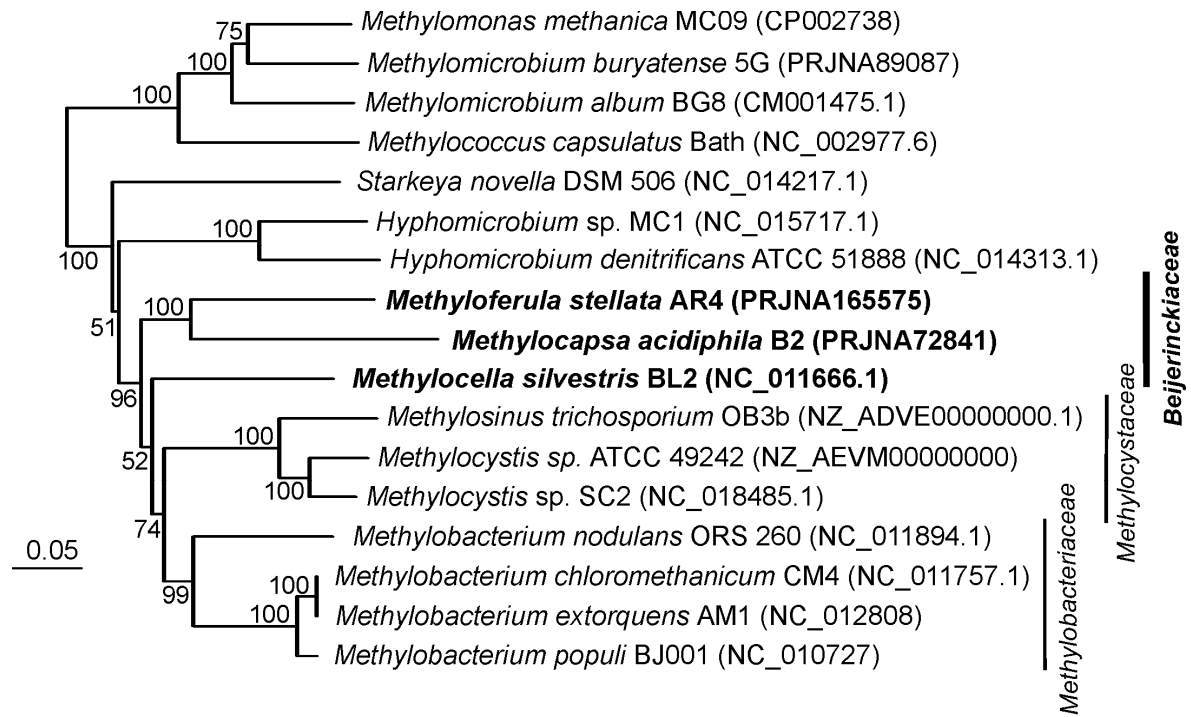 Methylomonas methanica MC09 (CP002738)
75
Methylomicrobium buryatense 5G (PRJNA89087)
100
Methylomicrobium album BG8 (CM001475.1)
100
Methylococcus capsulatus Bath (NC_002977.6)
Starkeya novella DSM 506 (NC_014217.1)
Hyphomicrobium sp. MC1 (NC_015717.1)
100
Hyphomicrobium denitrificans ATCC 51888 (NC_014313.1)
100
Methyloferula stellata AR4 (PRJNA165575)
100
51
Methylocapsa acidiphila B2 (PRJNA72841)
Methylocella silvestris BL2 (NC_011666.1)
96
Methylosinus trichosporium OB3b (NZ_ADVE00000000.1)
100
Methylocystis sp. ATCC 49242 (NZ_AEVM00000000)
52
Methylocystis sp. SC2 (NC_018485.1)
100
74
Methylobacterium nodulans ORS 260 (NC_011894.1)
0.05
Methylobacterium chloromethanicum CM4 (NC_011757.1)
100
99
Methylobacterium extorquens AM1 (NC_012808)
100
Methylobacterium populi BJ001 (NC_010727)
Beijerinckiaceae
Methylocystaceae
Methylobacteriaceae